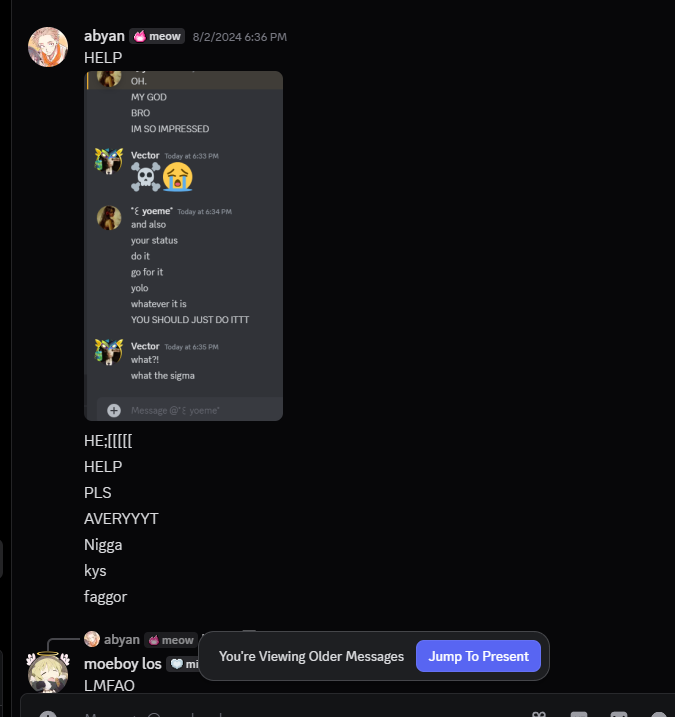 abyan meow 8/2/2024 6:36 PM
HELP
OH.
MY GOD
BRO
IM SO IMPRESSED
Vector Today at 6:33 PM
"꒰ yoeme" Today at 6:34 PM
and also
your status
do it
go for it
yolo
whatever it is
YOU SHOULD JUST DO ITTT
Vector Today at 6:35 PM
what?!
what the sigma
Message @"꒰ yoeme"
HE;[[[[[
HELP
PLS
AVERYYYT
Nigga
kys
faggor
abyan meow
moeboy los mi
LMFAO
You're Viewing Older Messages
Jump To Present